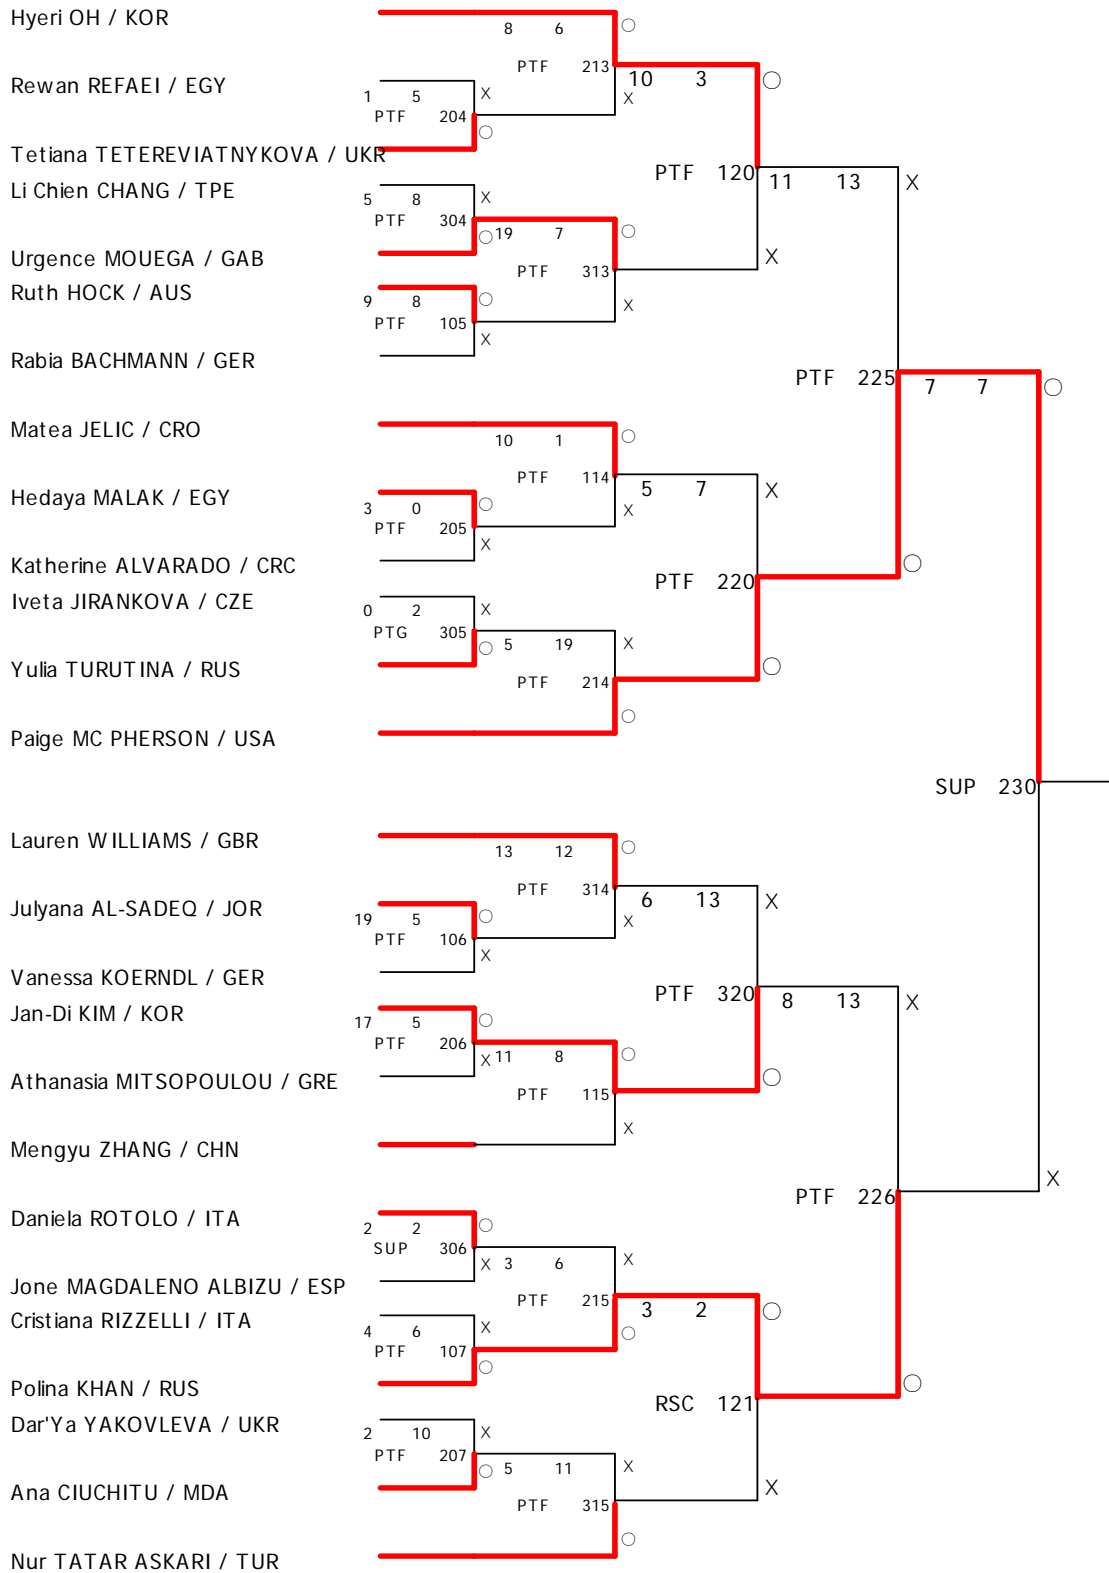 Hyeri OH / KOR
8 6
PTF 213
10 3
Rewan REFAEI / EGY
1 5 X
PTF 204
X
Tetiana TETEREVIATNYKOVA / UKR
PTF 120
11 13 X
Li Chien CHANG / TPE
5 8 X
PTF 304
19 7
Urgence MOUEGA / GAB
PTF 313
X
Ruth HOCK / AUS
9 8
PTF 105
X
X
Rabia BACHMANN / GER
PTF 225
7 7
Matea JELIC / CRO
10 1
PTF 114
5 7 X
Hedaya MALAK / EGY
3 0
PTF 205
X
X
Katherine ALVARADO / CRC
PTF 220
Iveta JIRANKOVA / CZE
0 2 X
PTG 305
5 19 X
Yulia TURUTINA / RUS
PTF 214
Paige MC PHERSON / USA
SUP 230
Lauren WILLIAMS / GBR
13 12
PTF 314
6 13 X
Julyana AL-SADEQ / JOR
19 5
PTF 106
X
X
Vanessa KOERNDL / GER
PTF 320
8 13 X
Jan-Di KIM / KOR
17 5
PTF 206
X
11 8
Athanasia MITSOPOULOU / GRE
PTF 115
X
Mengyu ZHANG / CHN
X
PTF 226
Daniela ROTOLO / ITA
2 2
SUP 306
X
3 6 X
Jone MAGDALENO ALBIZU / ESP
PTF 215
3 2
Cristiana RIZZELLI / ITA
4 6 X
PTF 107
Polina KHAN / RUS
RSC 121
Dar'Ya YAKOVLEVA / UKR
2 10 X
PTF 207
5 11 X
Ana CIUCHITU / MDA
PTF 315
X
Nur TATAR ASKARI / TUR